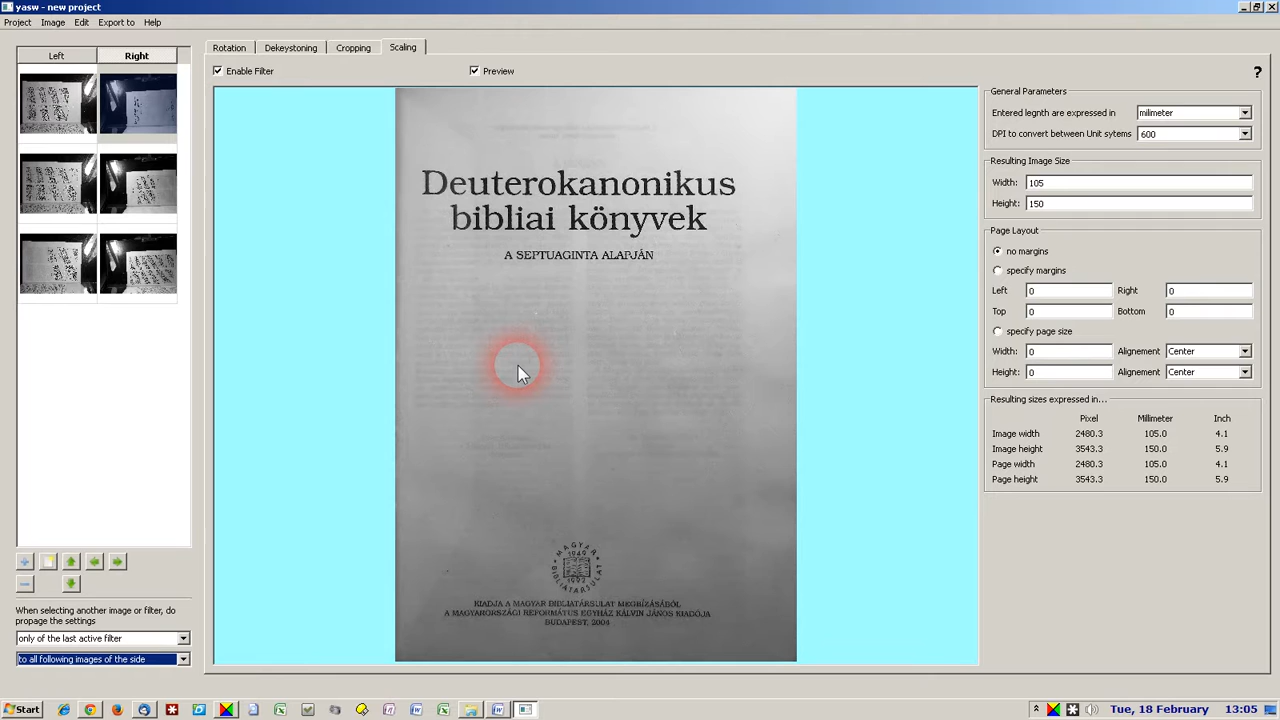 yasw - new project
Project Image Edit Export to Help
Left Right
Rotation Dekeystoning Cropping Scaling
Enable Filter Preview ?
Deuterokanonikus
bibliai könyvek
A SEPTUAGINTA ALAPJÁN
MAGYAR BIBLIATÁRSULAT
1949
1992
KIADJA A MAGYAR BIBLIATÁRSULAT MEGBÍZÁSÁBÓL
A MAGYARORSZÁGI REFORMÁTUS EGYHÁZ KÁLVIN JÁNOS KIADÓJA
BUDAPEST, 2004
General Parameters
Entered legnth are expressed in milimeter
DPI to convert between Unit sytems 600
Resulting Image Size
Width: 105
Height: 150
Page Layout
no margins
specify margins
Left 0 Right 0
Top 0 Bottom 0
specify page size
Width: 0 Alignement Center
Height: 0 Alignement Center
Resulting sizes expressed in...
Pixel Millimeter Inch
Image width 2480.3 105.0 4.1
Image height 3543.3 150.0 5.9
Page width 2480.3 105.0 4.1
Page height 3543.3 150.0 5.9
When selecting another image or filter, do
propage the settings
only of the last active filter
to all following images of the side
Start Tue, 18 February 13:05